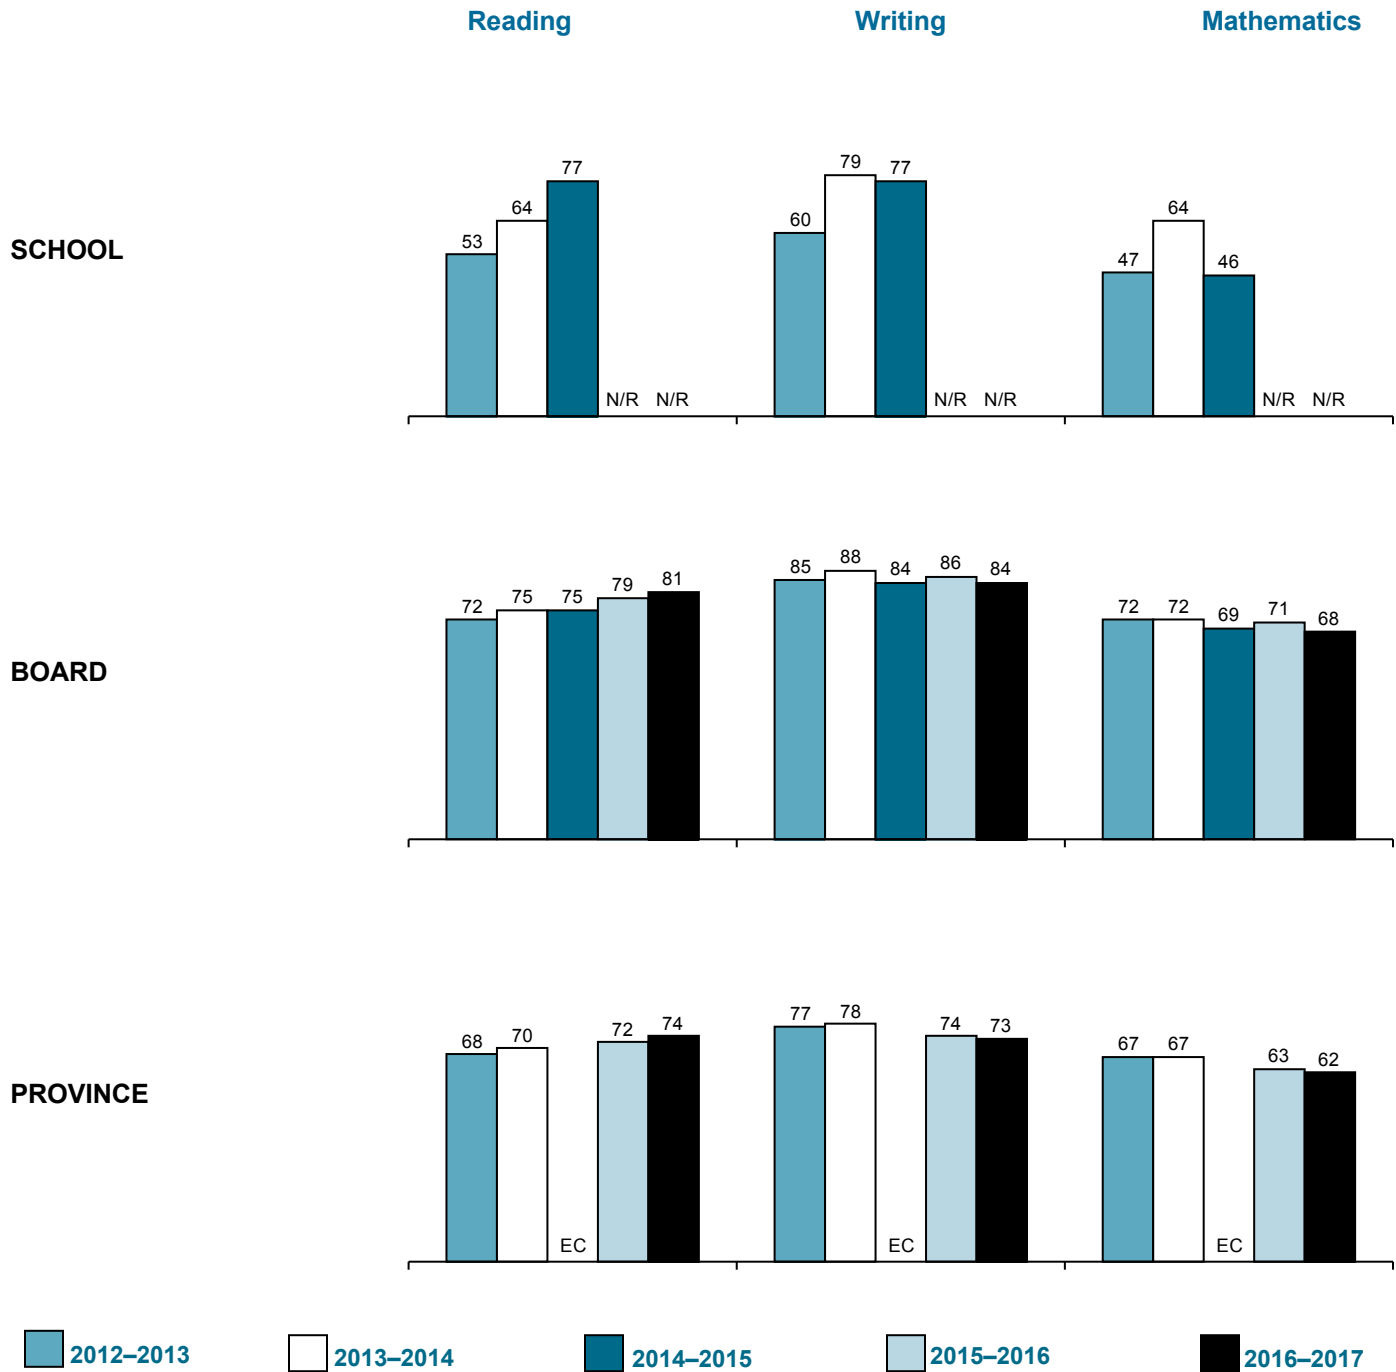 Reading Writing Mathematics
SCHOOL
53 64 77 N/R N/R
60 79 77 N/R N/R
47 64 46 N/R N/R
BOARD
72 75 75 79 81
85 88 84 86 84
72 72 69 71 68
PROVINCE
68 70 EC 72 74
77 78 EC 74 73
67 67 EC 63 62
2012–2013 2013–2014 2014–2015 2015–2016 2016–2017